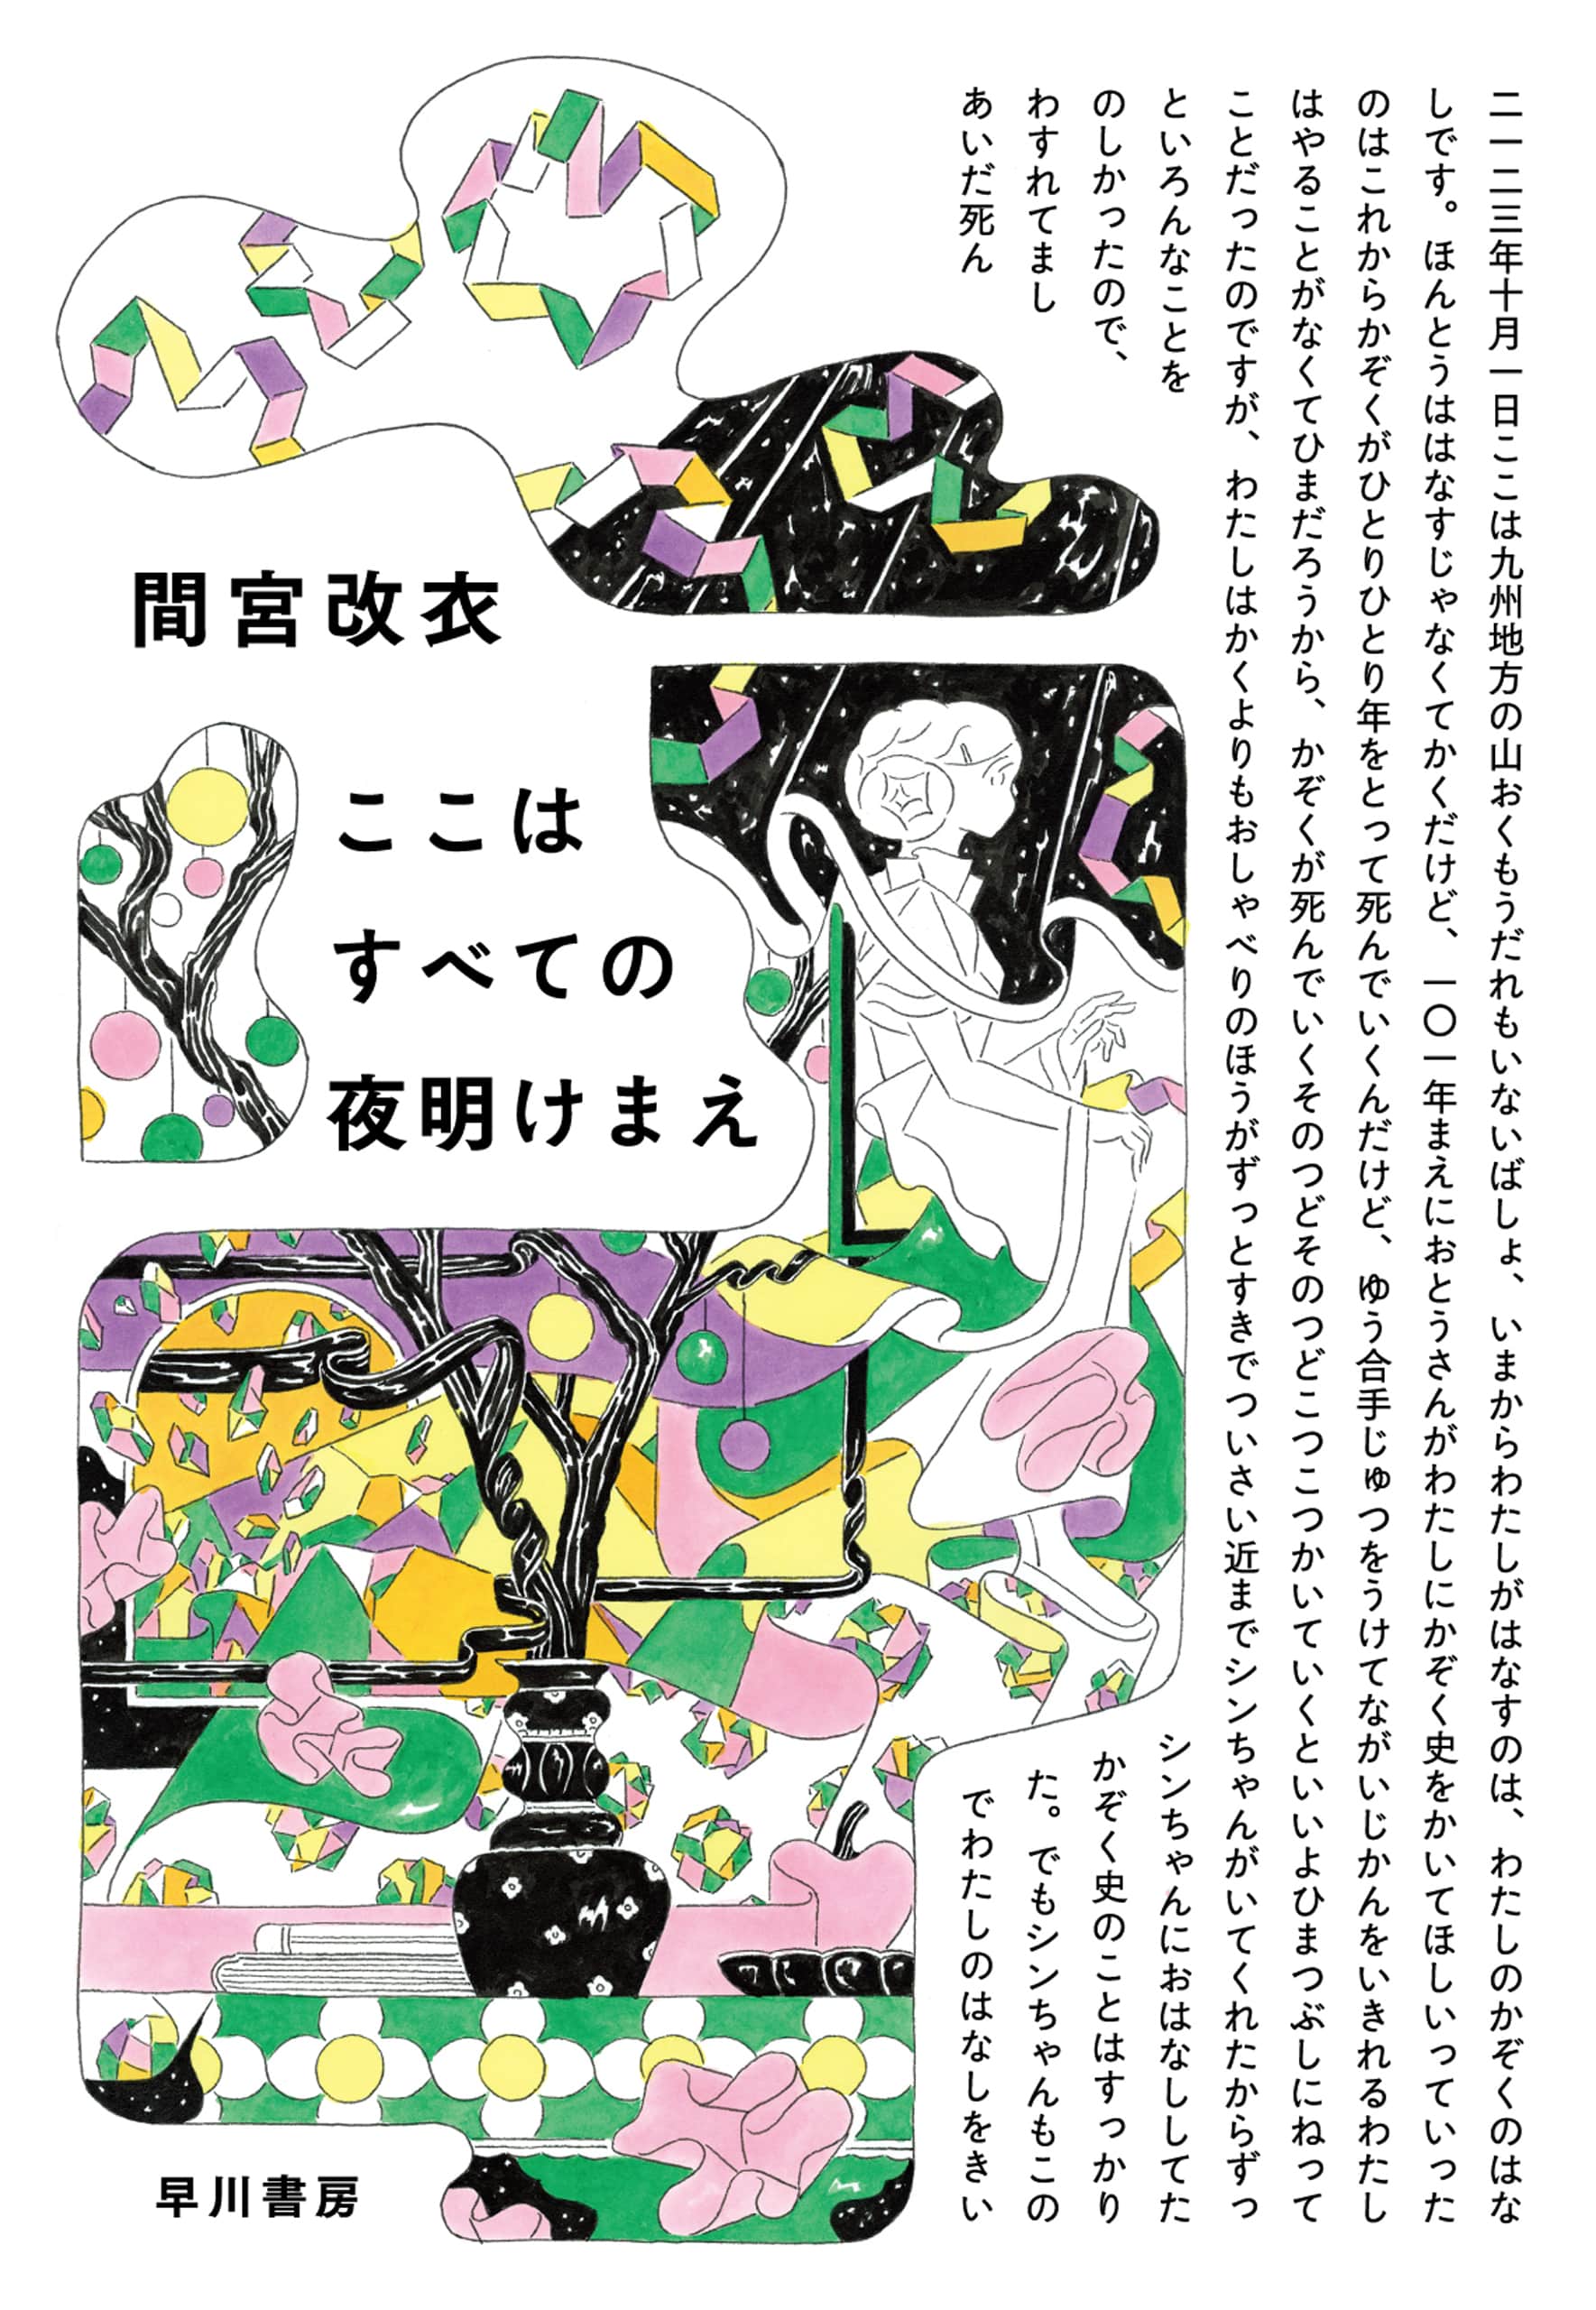 二一二三年十月一日ここは九州地方の山おくもうだれもいないばしょ、いまからわたしがはなすのは、わたしのかぞくのはな
しです。ほんとうははなすじゃなくてかくだけど、一〇一年まえにおとうさんがわたしにかぞく史をかいてほしいっていった
のはこれからかぞくがひとりひとり年をとって死んでいくんだけど、ゆう合手じゅつをうけてながいじかんをいきれるわたし
はやることがなくてひまだろうから、かぞくが死んでいくそのつどそのつどこつこつかいていくといいよひまつぶしにねって
ことだったのですが、わたしはかくよりもおしゃべりのほうがずっとすきでついさい近までシンちゃんがいてくれたからずっ
といろんなことを
シンちゃんにおはなししてた
のしかったので、
かぞく史のことはすっかり
わすれてまし
た。でもシンちゃんもこの
あいだ死ん
でわたしのはなしをきい
間宮改衣
ここは
すべての
夜明けまえ
早川書房